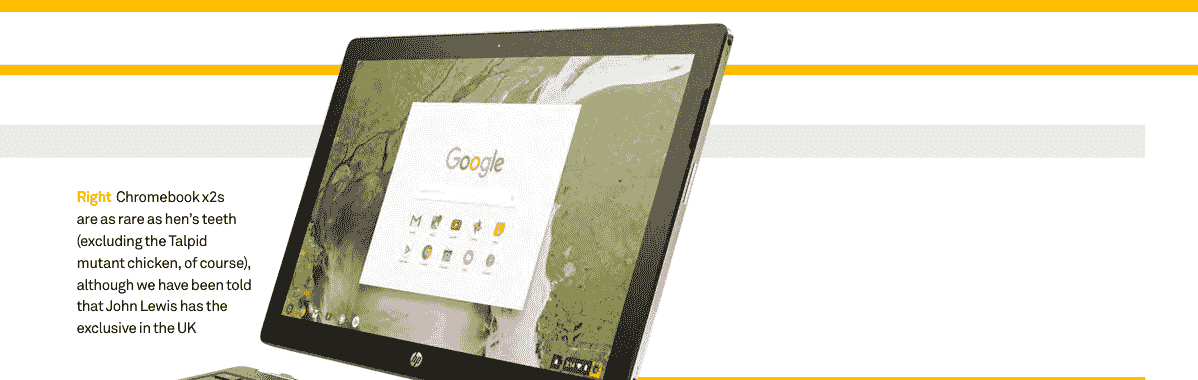 Google
Right Chromebook x2s
are as rare as hen's teeth
(excluding the Talpid
mutant chicken, of course),
although we have been told
that John Lewis has the
exclusive in the UK
hp